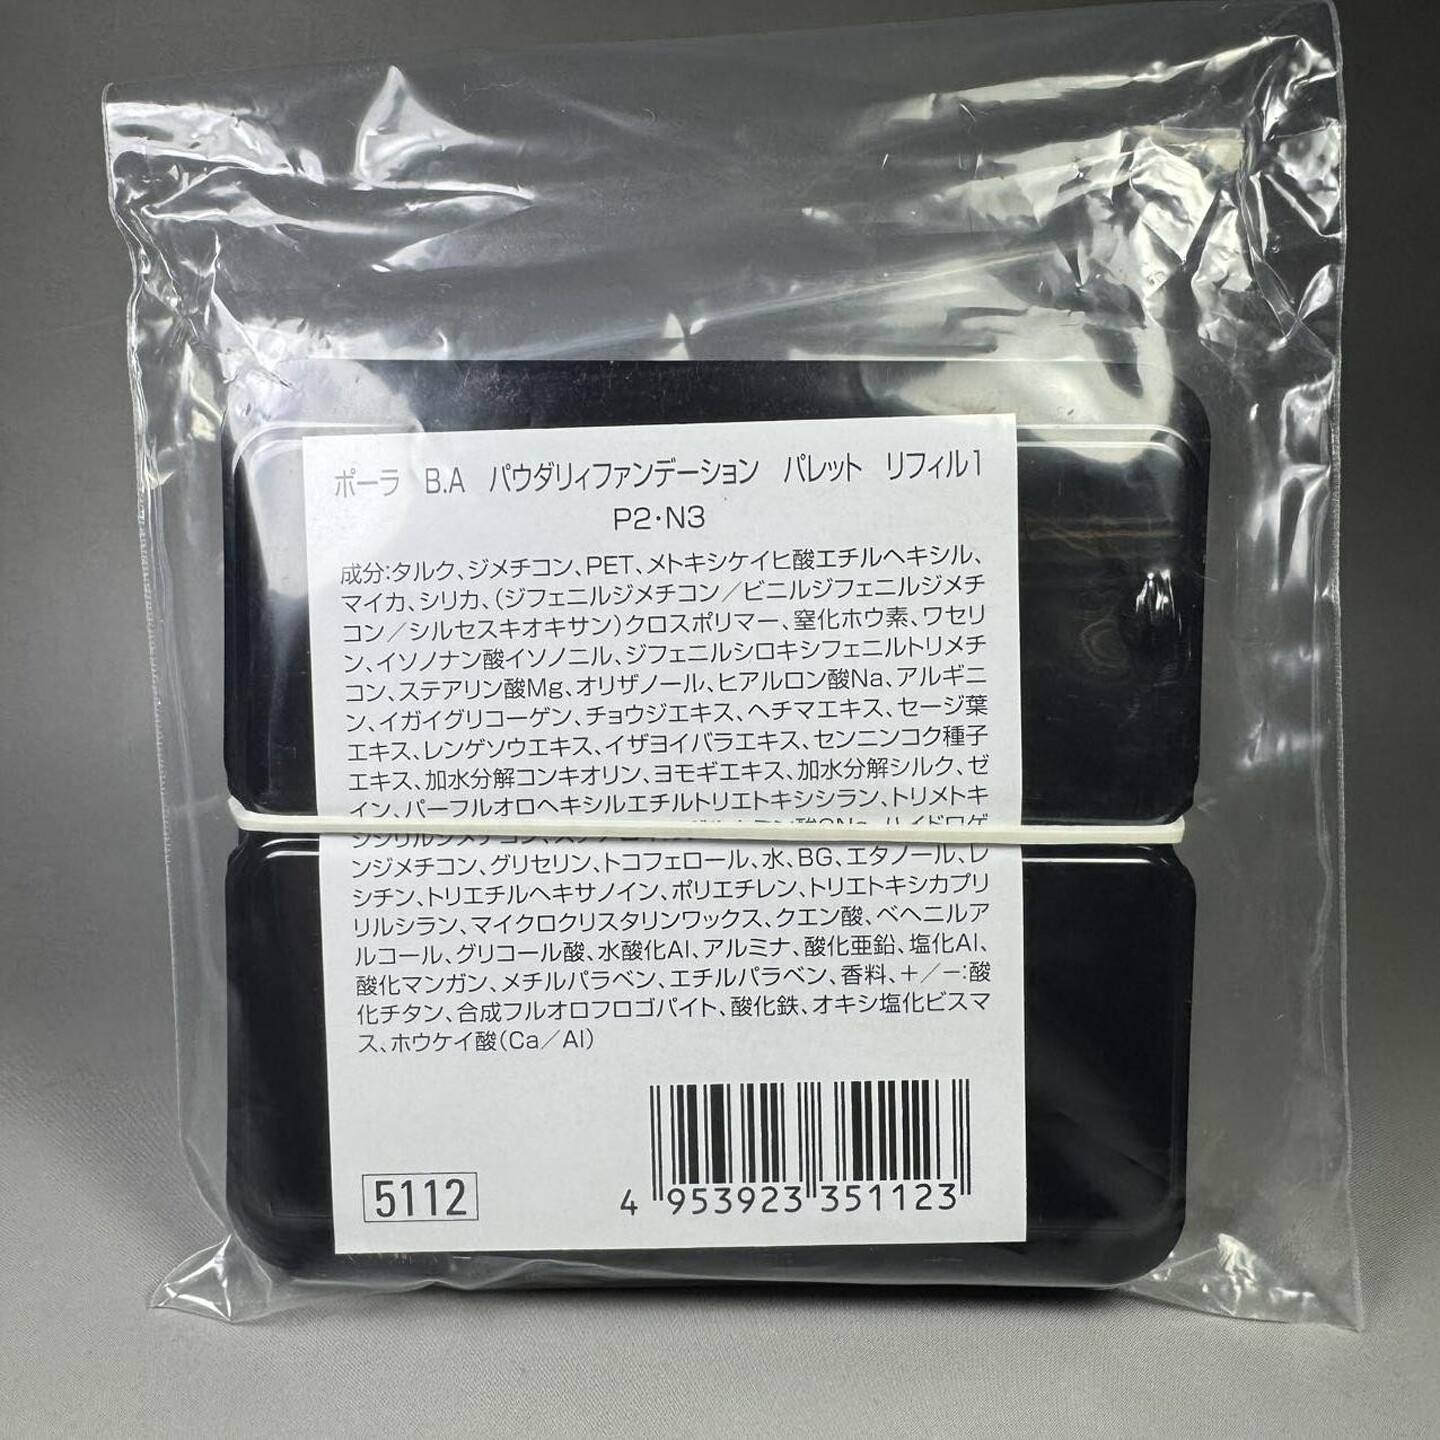 ポーラ B.A パウダリィファンデーション パレット リフィル1
P2・N3
成分:タルク、ジメチコン、PET、メトキシケイヒ酸エチルヘキシル、
マイカ、シリカ、(ジフェニルジメチコン/ビニルジフェニルジメチ
コン/シルセスキオキサン)クロスポリマー、窒化ホウ素、ワセリ
ン、イソノナン酸イソノニル、ジフェニルシロキシフェニルトリメチ
コン、ステアリン酸Mg、オリザノール、ヒアルロン酸Na、アルギニ
ン、イガイグリコーゲン、チョウジエキス、ヘチマエキス、セージ葉
エキス、レンゲソウエキス、イザヨイバラエキス、センニンコク種子
エキス、加水分解コンキオリン、ヨモギエキス、加水分解シルク、ゼ
イン、パーフルオロヘキシルエチルトリエトキシシラン、トリメトキ
シシリルジメチコン、 ハイドロゲ
ンジメチコン、グリセリン、トコフェロール、水、BG、エタノール、レ
シチン、トリエチルヘキサノイン、ポリエチレン、トリエトキシカプリ
リルシラン、マイクロクリスタリンワックス、クエン酸、ベヘニルア
ルコール、グリコール酸、水酸化Al、アルミナ、酸化亜鉛、塩化Al、
酸化マンガン、メチルパラベン、エチルパラベン、香料、+/-:酸
化チタン、合成フルオロフロゴパイト、酸化鉄、オキシ塩化ビスマ
ス、ホウケイ酸(Ca/Al)
5112
4 953923 351123